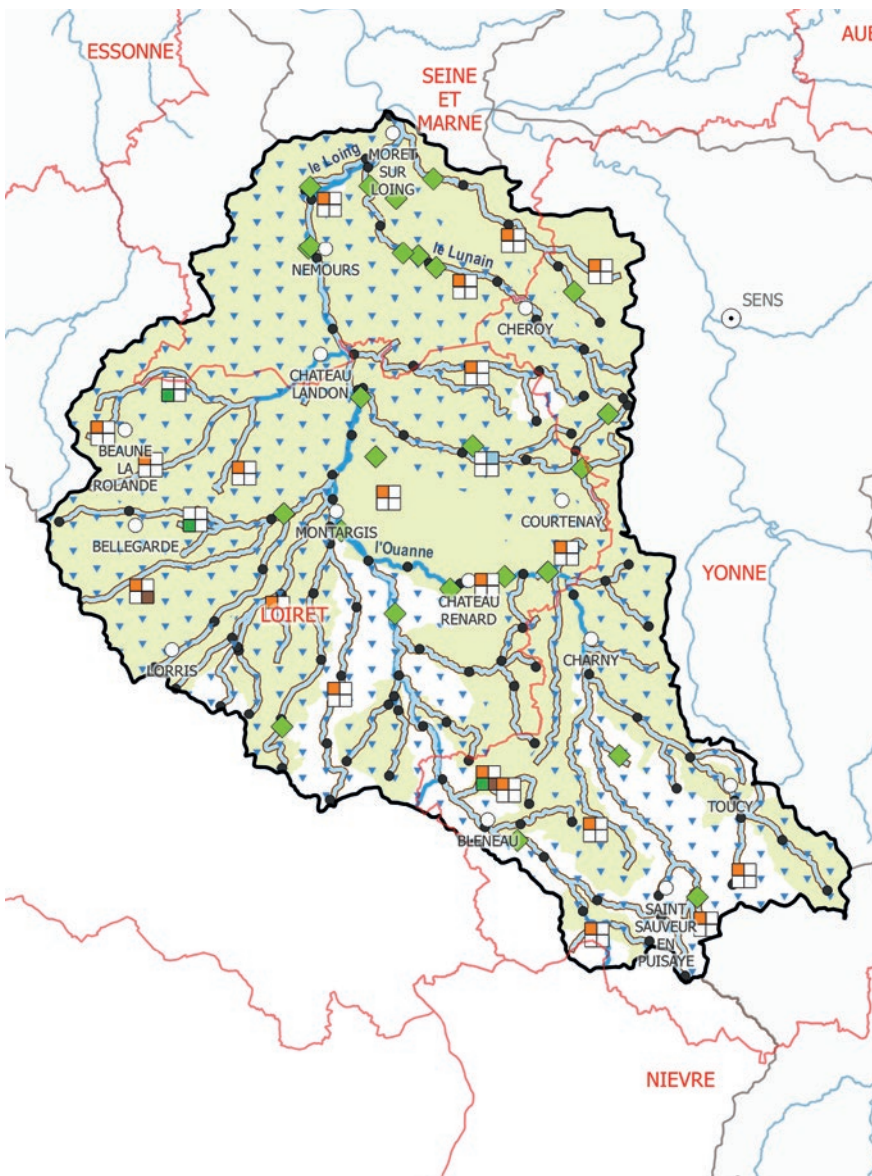 ESSONNE
AUB
SEINE
ET
MARNE
le Loing
MORET
SUR
LOING
le Lunain
NEMOURS
SENS
CHEROY
CHATEAU
LANDON
BEAUNE
LA
ROLANDE
COURTENAY
MONTARGIS
BELLEGARDE
l'Ouanne
YONNE
CHATEAU
RENARD
LOIRET
CHARNY
LORRIS
TOUCY
BLENEAU
SAINT
SAUVEUR
EN
PUISAYE
NIEVRE